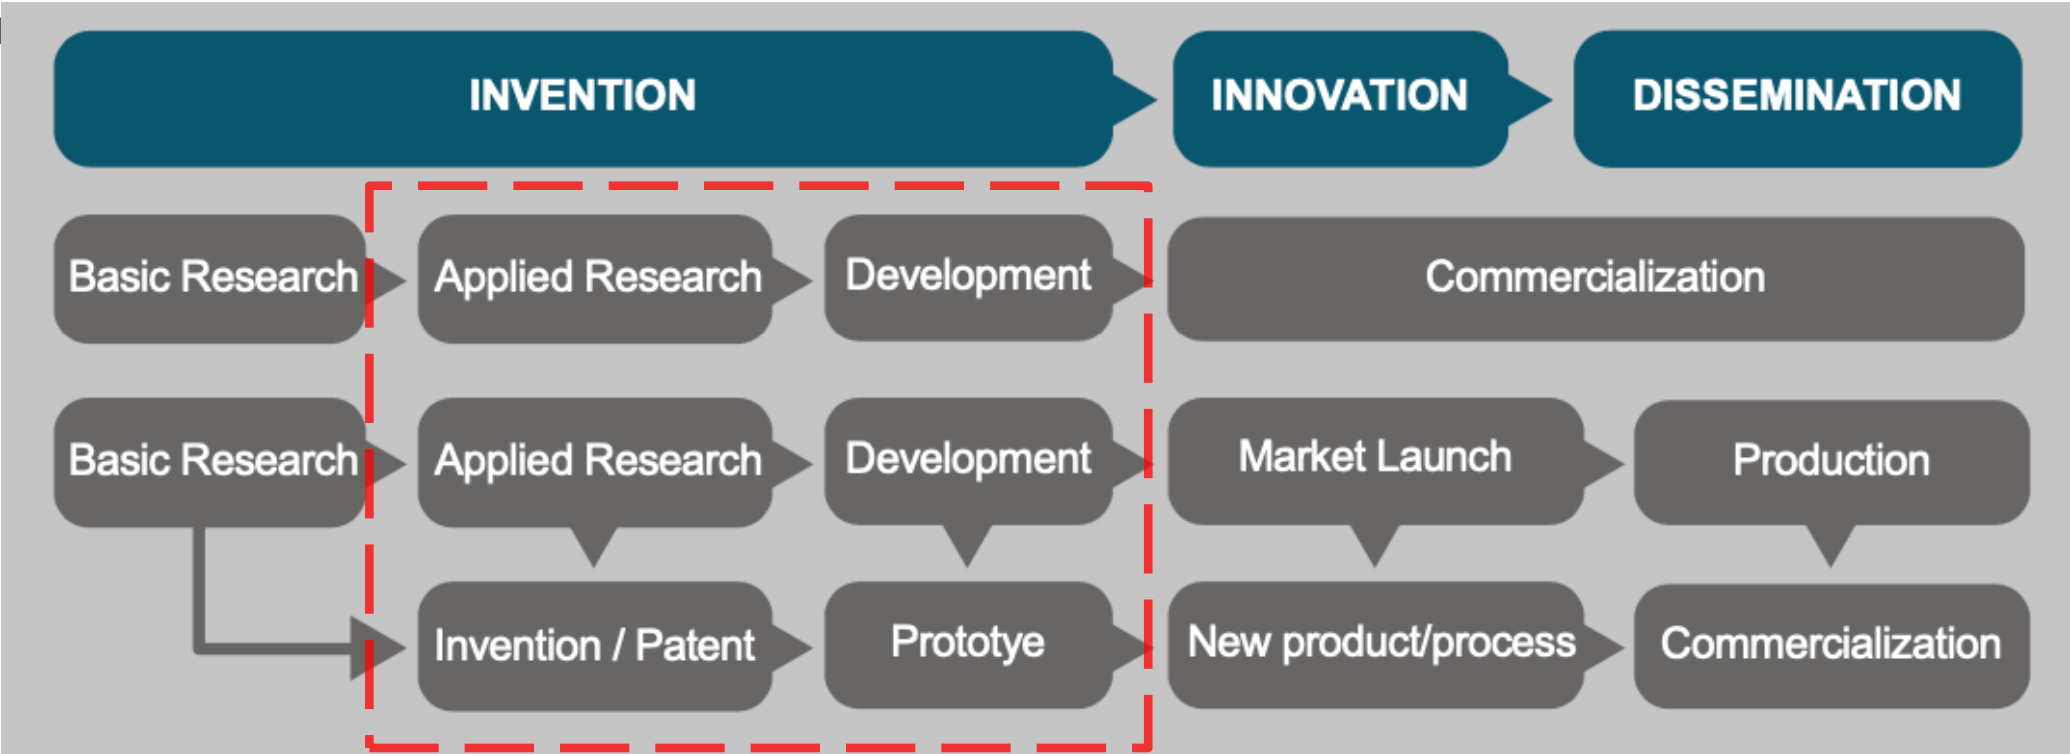 INVENTION
INNOVATION
DISSEMINATION
Basic Research
Applied Research
Development
Commercialization
Basic Research
Applied Research
Development
Market Launch
Production
Invention / Patent
Prototye
New product/process
Commercialization